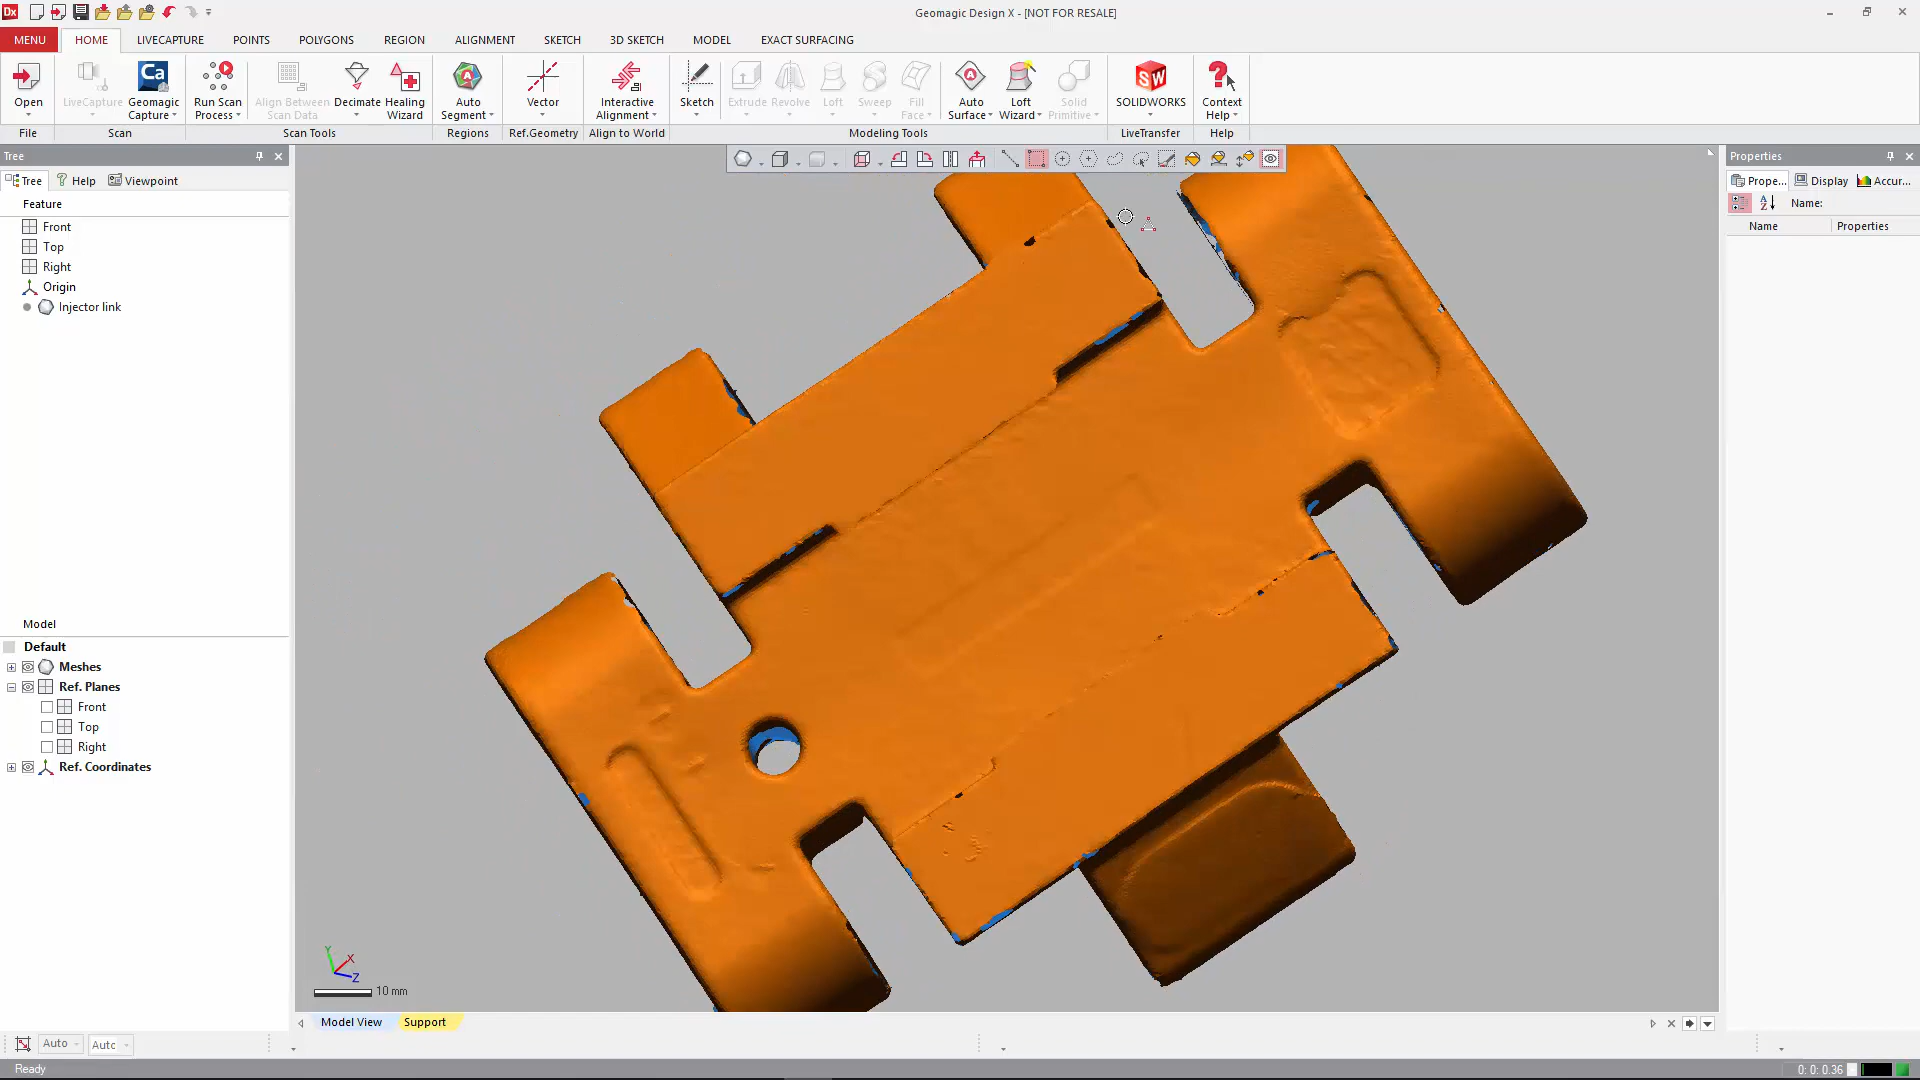 Dx
Geomagic Design X - [NOT FOR RESALE]
MENU HOME LIVECAPTURE POINTS POLYGONS REGION ALIGNMENT SKETCH 3D SKETCH MODEL EXACT SURFACING
Open LiveCapture Geomagic Capture Run Scan Process Align Between Scan Data Decimate Healing Wizard Auto Segment Vector Interactive Alignment Sketch Extrude Revolve Loft Sweep Fill Face Auto Surface Loft Wizard Solid Primitive SOLIDWORKS Context Help
Ca
A
SW
A
File Scan Scan Tools Regions Ref.Geometry Align to World Modeling Tools LiveTransfer Help
Tree
Properties
Tree Help Viewpoint
Prope... Display Accur...
Feature
A Z Name:
Front
Name Properties
Top
Right
Origin
Injector link
Model
Default
Meshes
Ref. Planes
Front
Top
Right
Ref. Coordinates
Y X Z
10 mm
Model View Support
Auto Autc
Ready
0: 0: 0.36